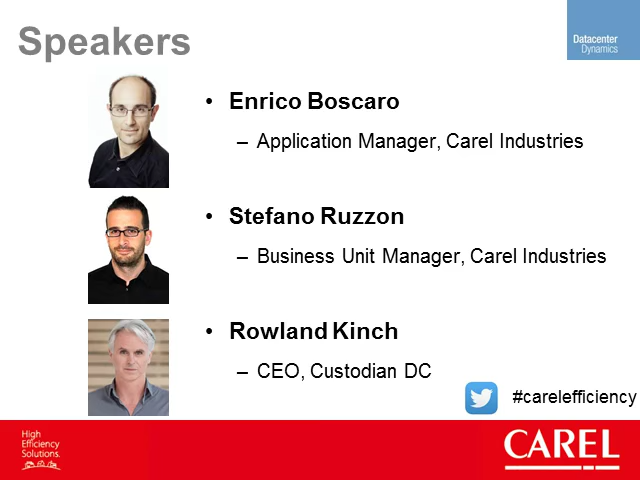 Speakers
Datacenter
Dynamics
• Enrico Boscaro
– Application Manager, Carel Industries
• Stefano Ruzzon
– Business Unit Manager, Carel Industries
• Rowland Kinch
– CEO, Custodian DC
#carelefficiency
High
Efficiency
Solutions.
CAREL